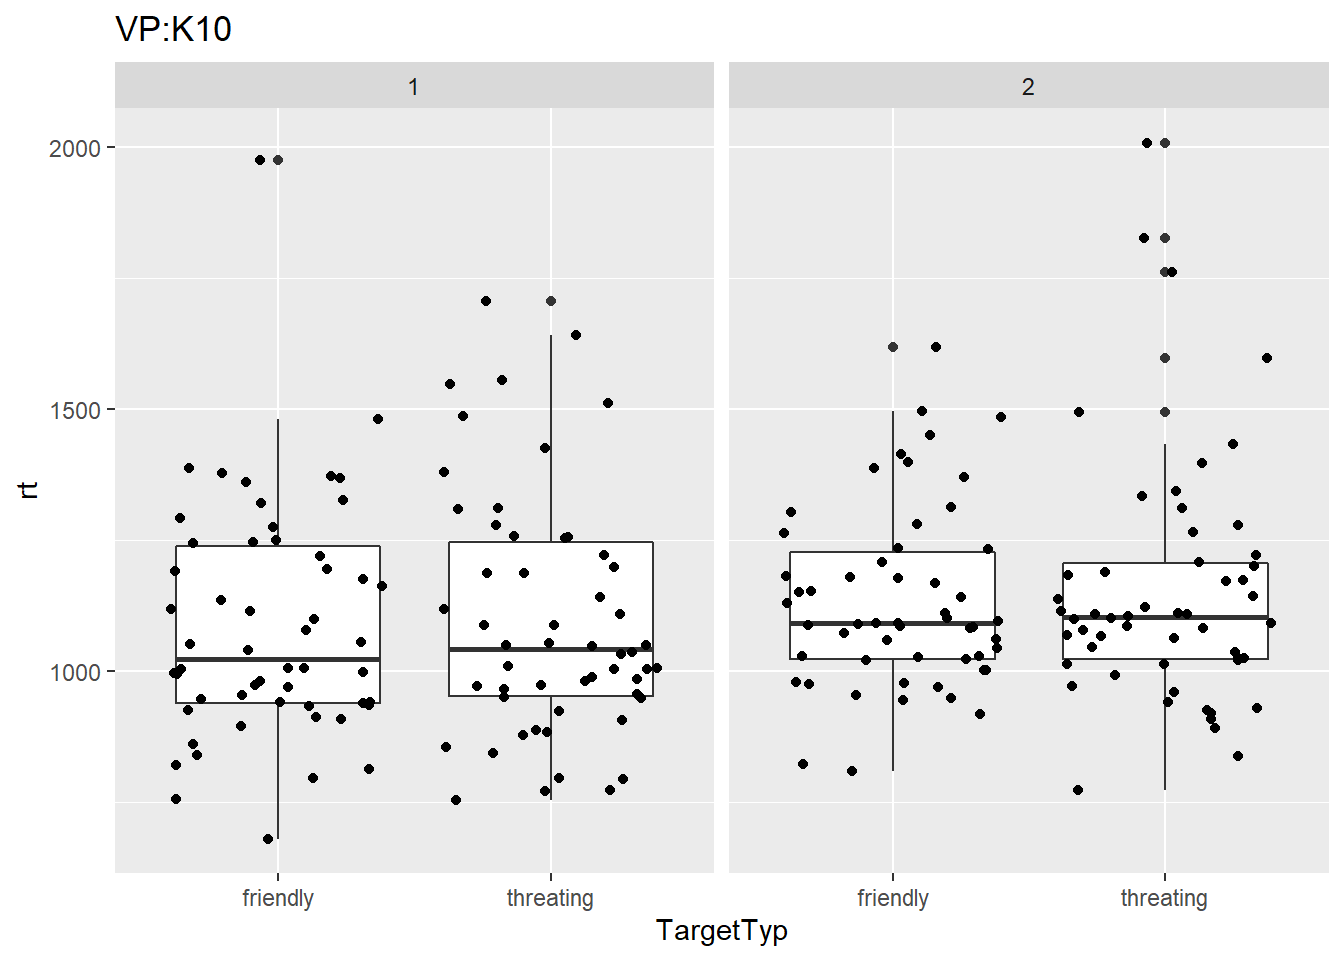 VP:K10
1
2
2000
1500
1000
rt
friendly
threating
friendly
threating
TargetTyp